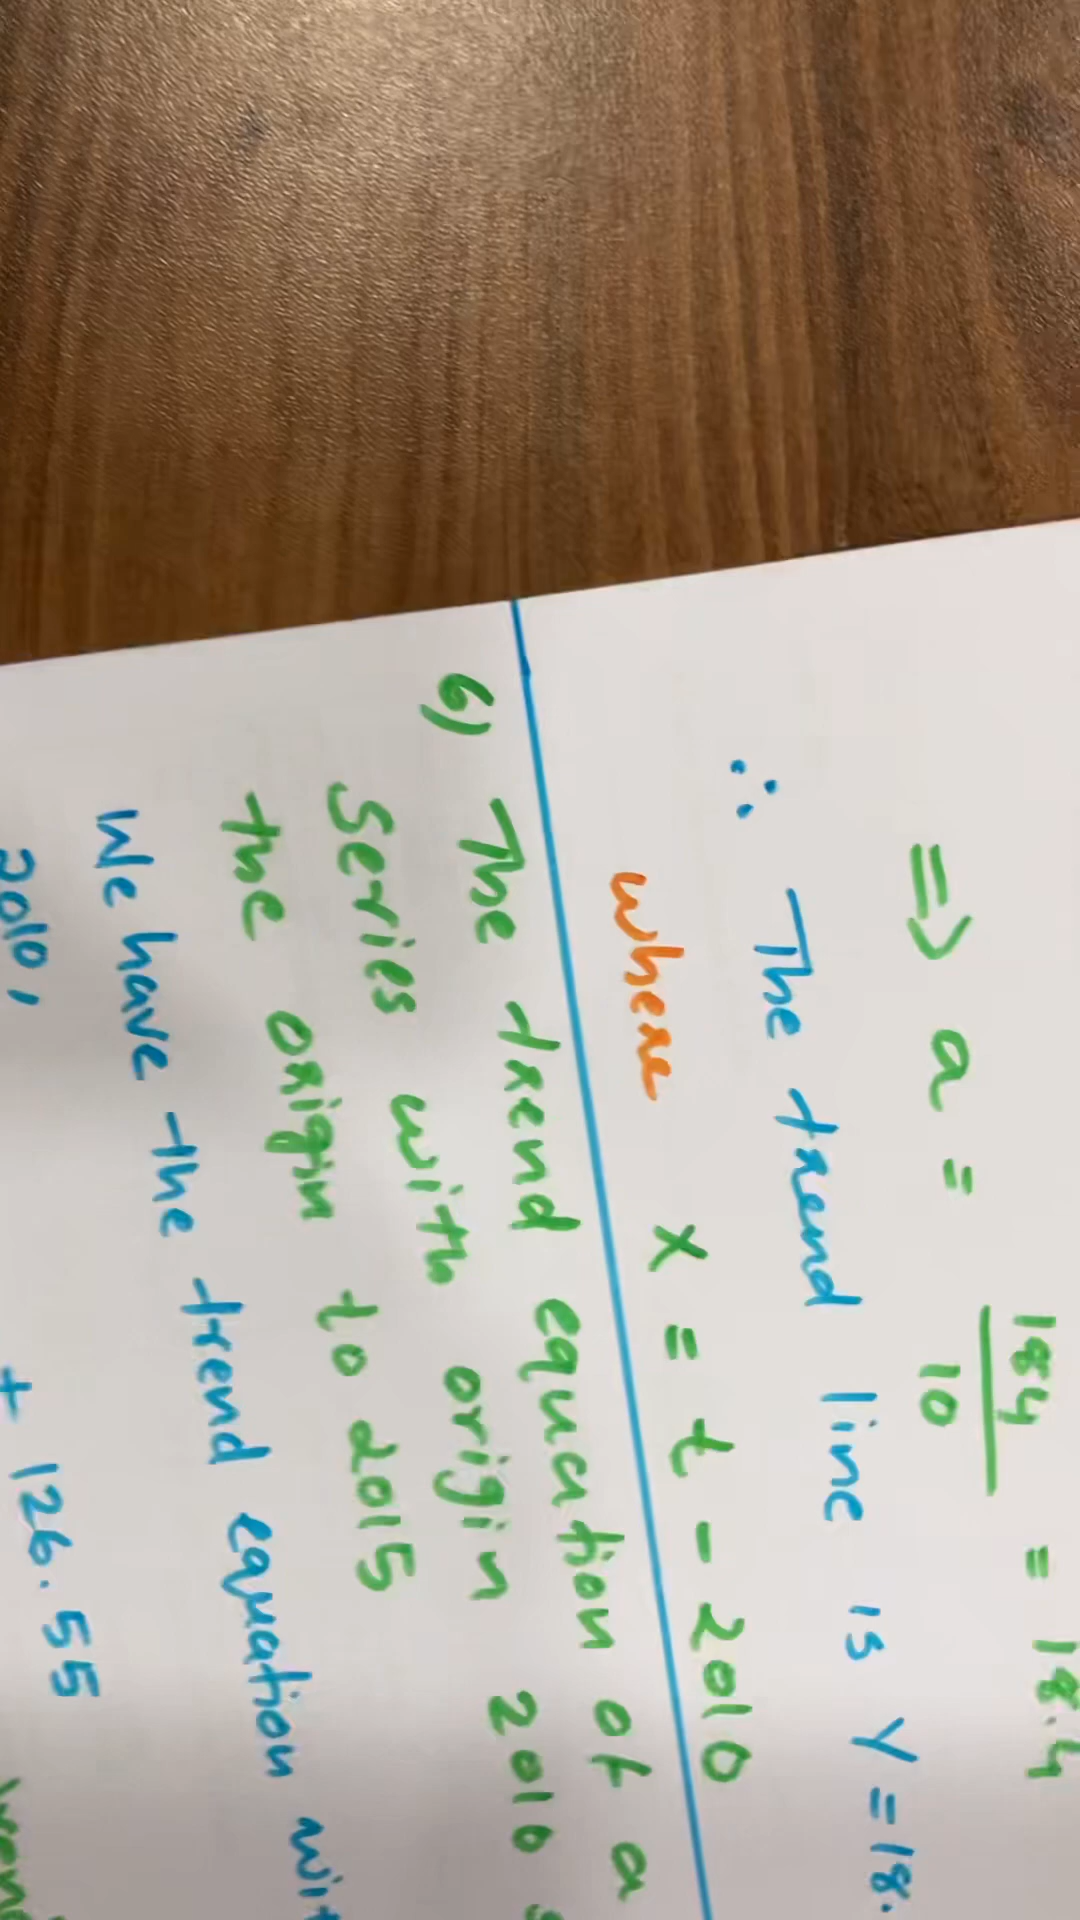 => a = 184/10 = 18.4
∴ The trend line is Y = 18.
where x = t - 2010
6) The trend equation of a
series with origin 2010
the origin to 2015
We have the trend equation wit
2010, + 126.55